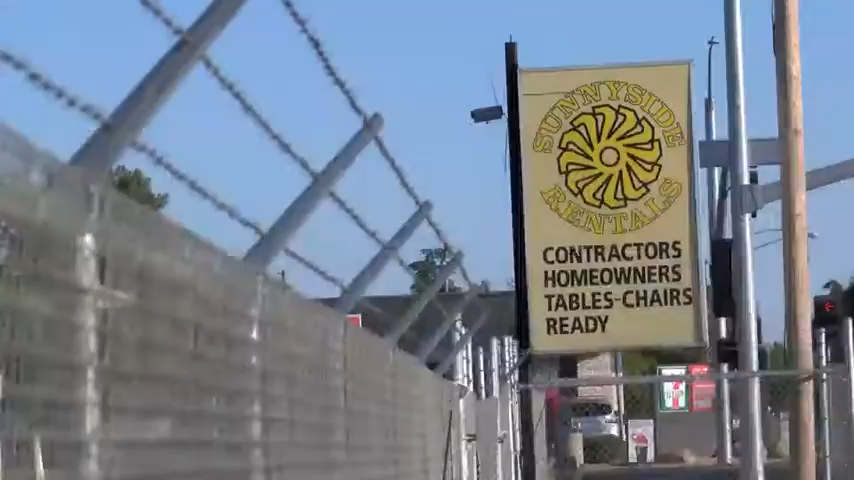 SUNNYSIDE
RENTALS
CONTRACTORS
HOMEOWNERS
TABLES-CHAIRS
READY